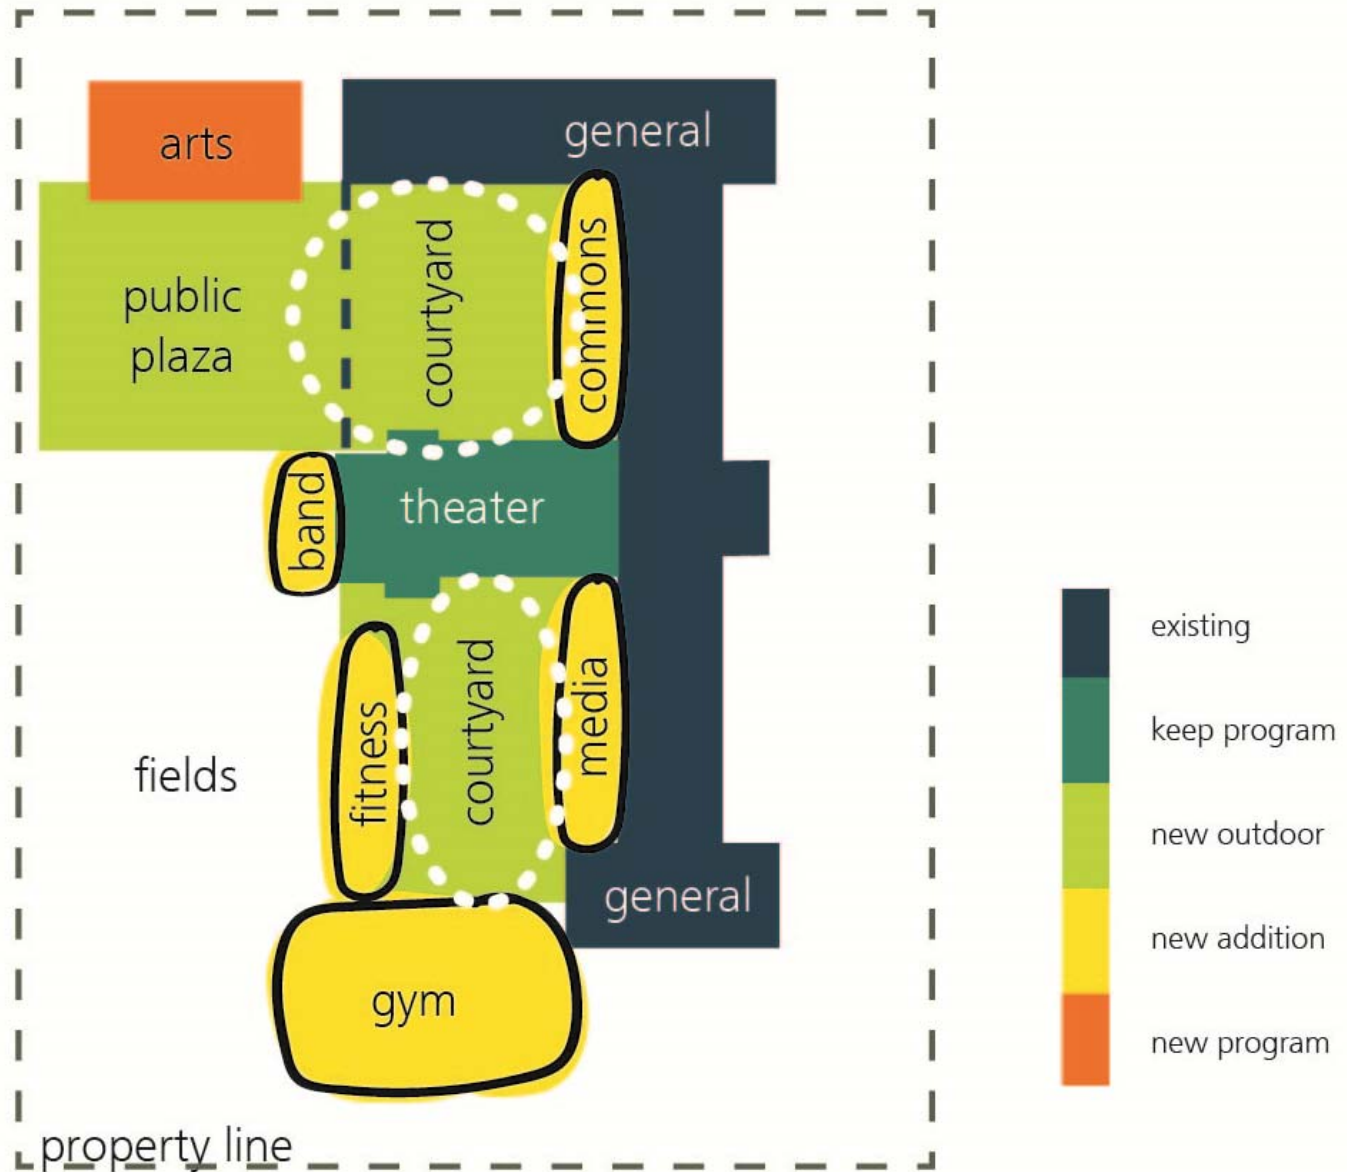 general
arts
courtyard
commons
public
plaza
band
theater
existing
courtyard
media
fitness
keep program
fields
new outdoor
general
new addition
gym
new program
property line